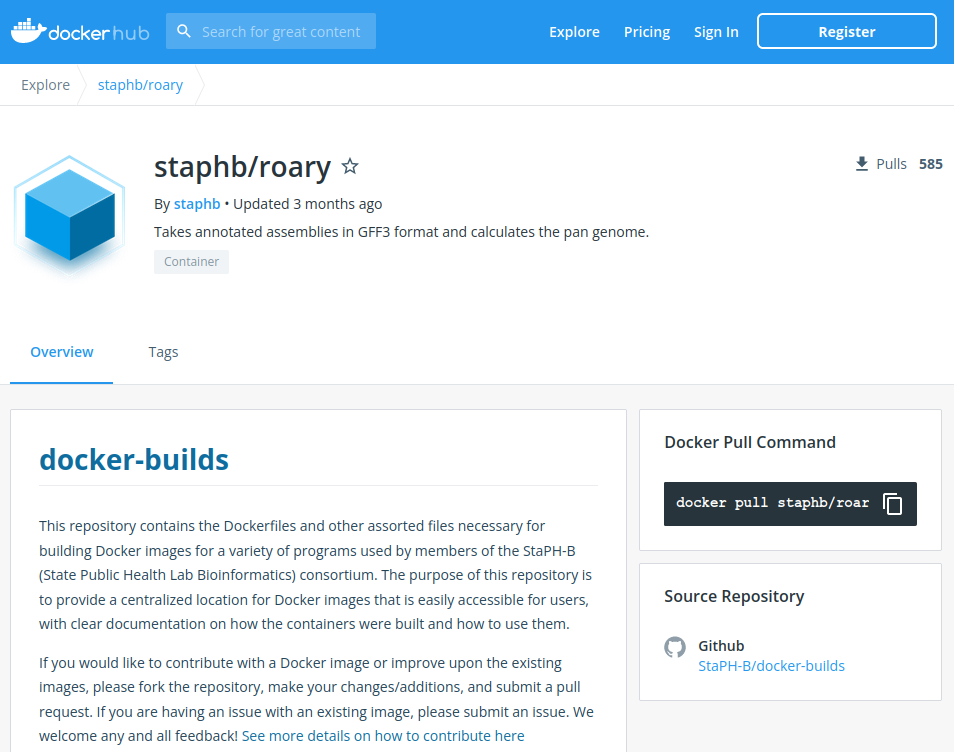 docker hub
Search for great content
Explore
Pricing
Sign In
Register
Explore
staphb/roary
staphb/roary
Pulls 585
By staphb • Updated 3 months ago
Takes annotated assemblies in GFF3 format and calculates the pan genome.
Container
Overview
Tags
docker-builds
This repository contains the Dockerfiles and other assorted files necessary for
building Docker images for a variety of programs used by members of the StaPH-B
(State Public Health Lab Bioinformatics) consortium. The purpose of this repository is
to provide a centralized location for Docker images that is easily accessible for users,
with clear documentation on how the containers were built and how to use them.
If you would like to contribute with a Docker image or improve upon the existing
images, please fork the repository, make your changes/additions, and submit a pull
request. If you are having an issue with an existing image, please submit an issue. We
welcome any and all feedback! See more details on how to contribute here
Docker Pull Command
docker pull staphb/roar
Source Repository
Github
StaPH-B/docker-builds